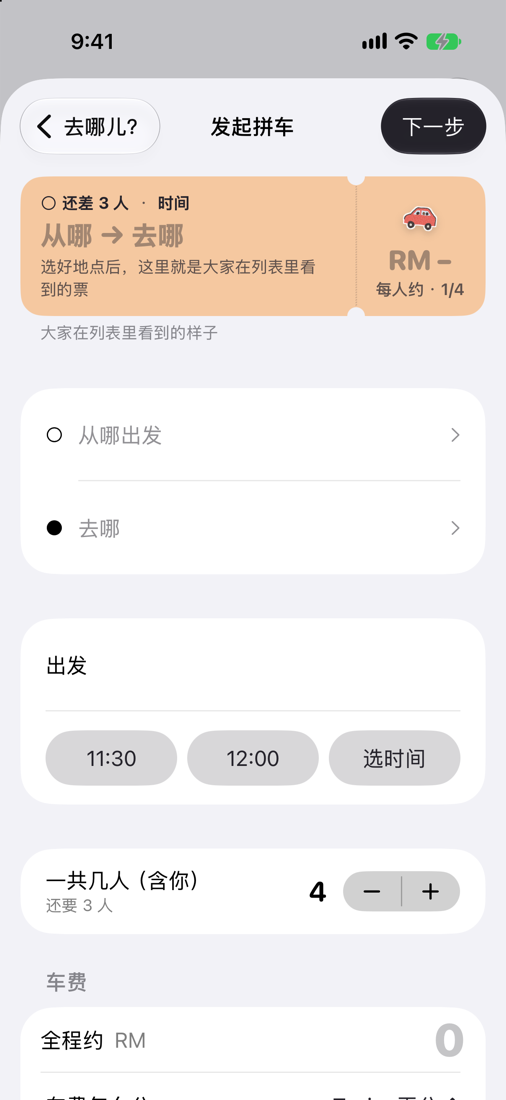 9:41
去哪儿?
发起拼车
下一步
还差 3 人 · 时间
从哪 → 去哪
选好地点后，这里就是大家在列表里看
到的票
RM –
每人约 · 1/4
大家在列表里看到的样子
从哪出发
去哪
出发
11:30
12:00
选时间
一共几人（含你）
还要 3 人
4
车费
全程约 RM
0